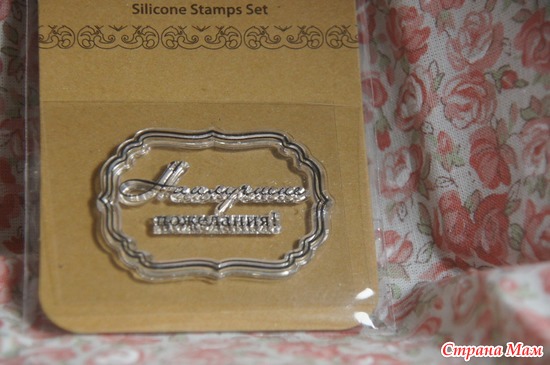 Silicone Stamps Set
Наилучшие
пожелания!
Страна Мам